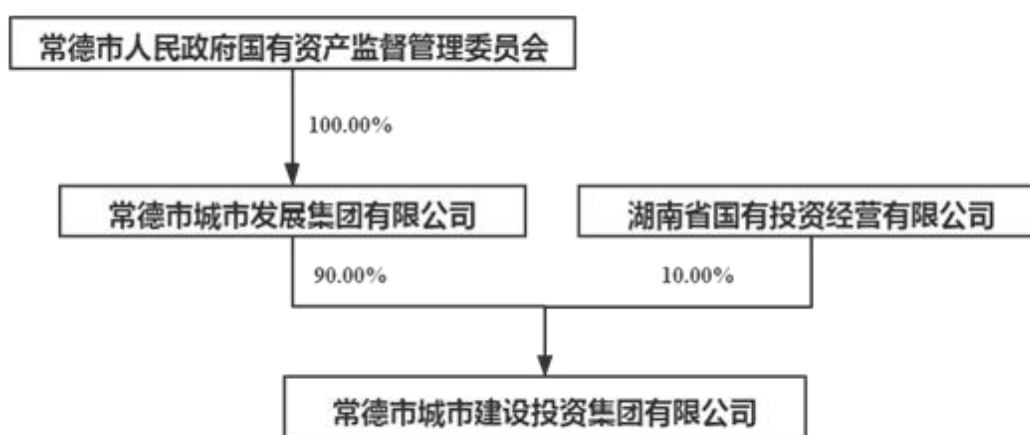 常德市人民政府国有资产监督管理委员会
100.00%
常德市城市发展集团有限公司
湖南省国有投资经营有限公司
90.00%
10.00%
常德市城市建设投资集团有限公司